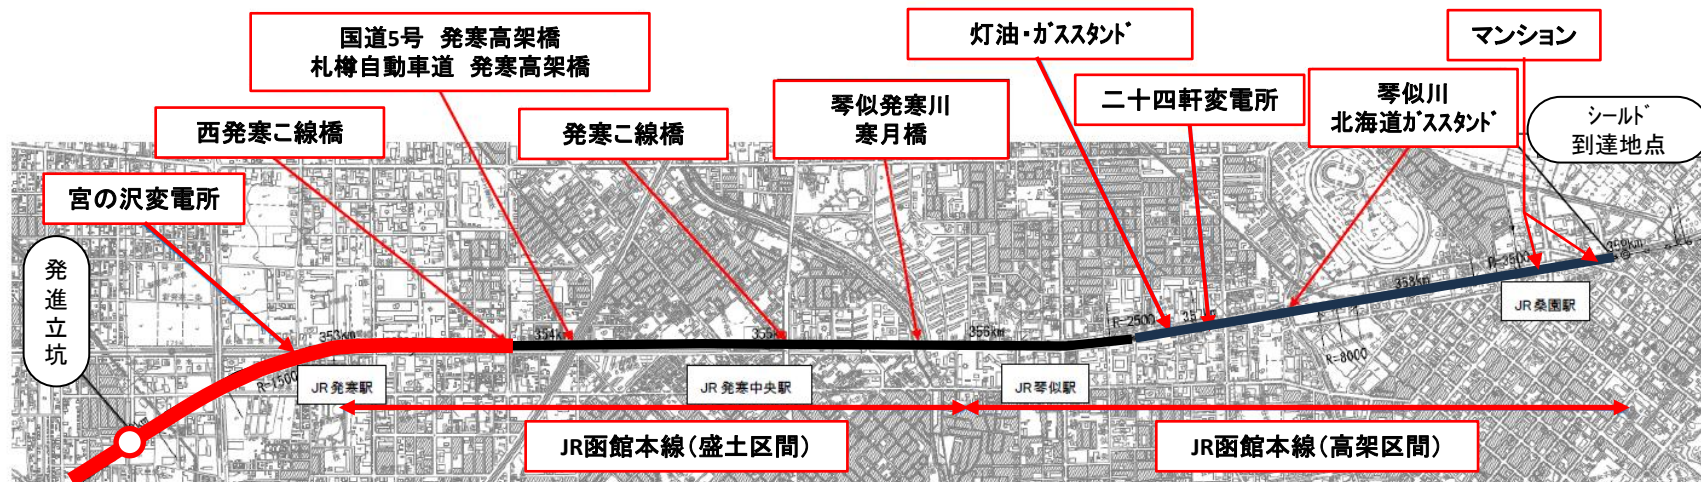 国道5号　発寒高架橋
札樽自動車道　発寒高架橋
灯油・ｶﾞｽｽﾀﾝﾄﾞ
マンション
西発寒こ線橋
発寒こ線橋
琴似発寒川
寒月橋
二十四軒変電所
琴似川
北海道ｶﾞｽｽﾀﾝﾄﾞ
ｼｰﾙﾄﾞ
到達地点
宮の沢変電所
発進立坑
353km
354k
356km
358km
R=1500
R=2500
R=8000
R=3500
JR発寒駅
JR発寒中央駅
JR琴似駅
JR桑園駅
JR函館本線（盛土区間）
JR函館本線（高架区間）